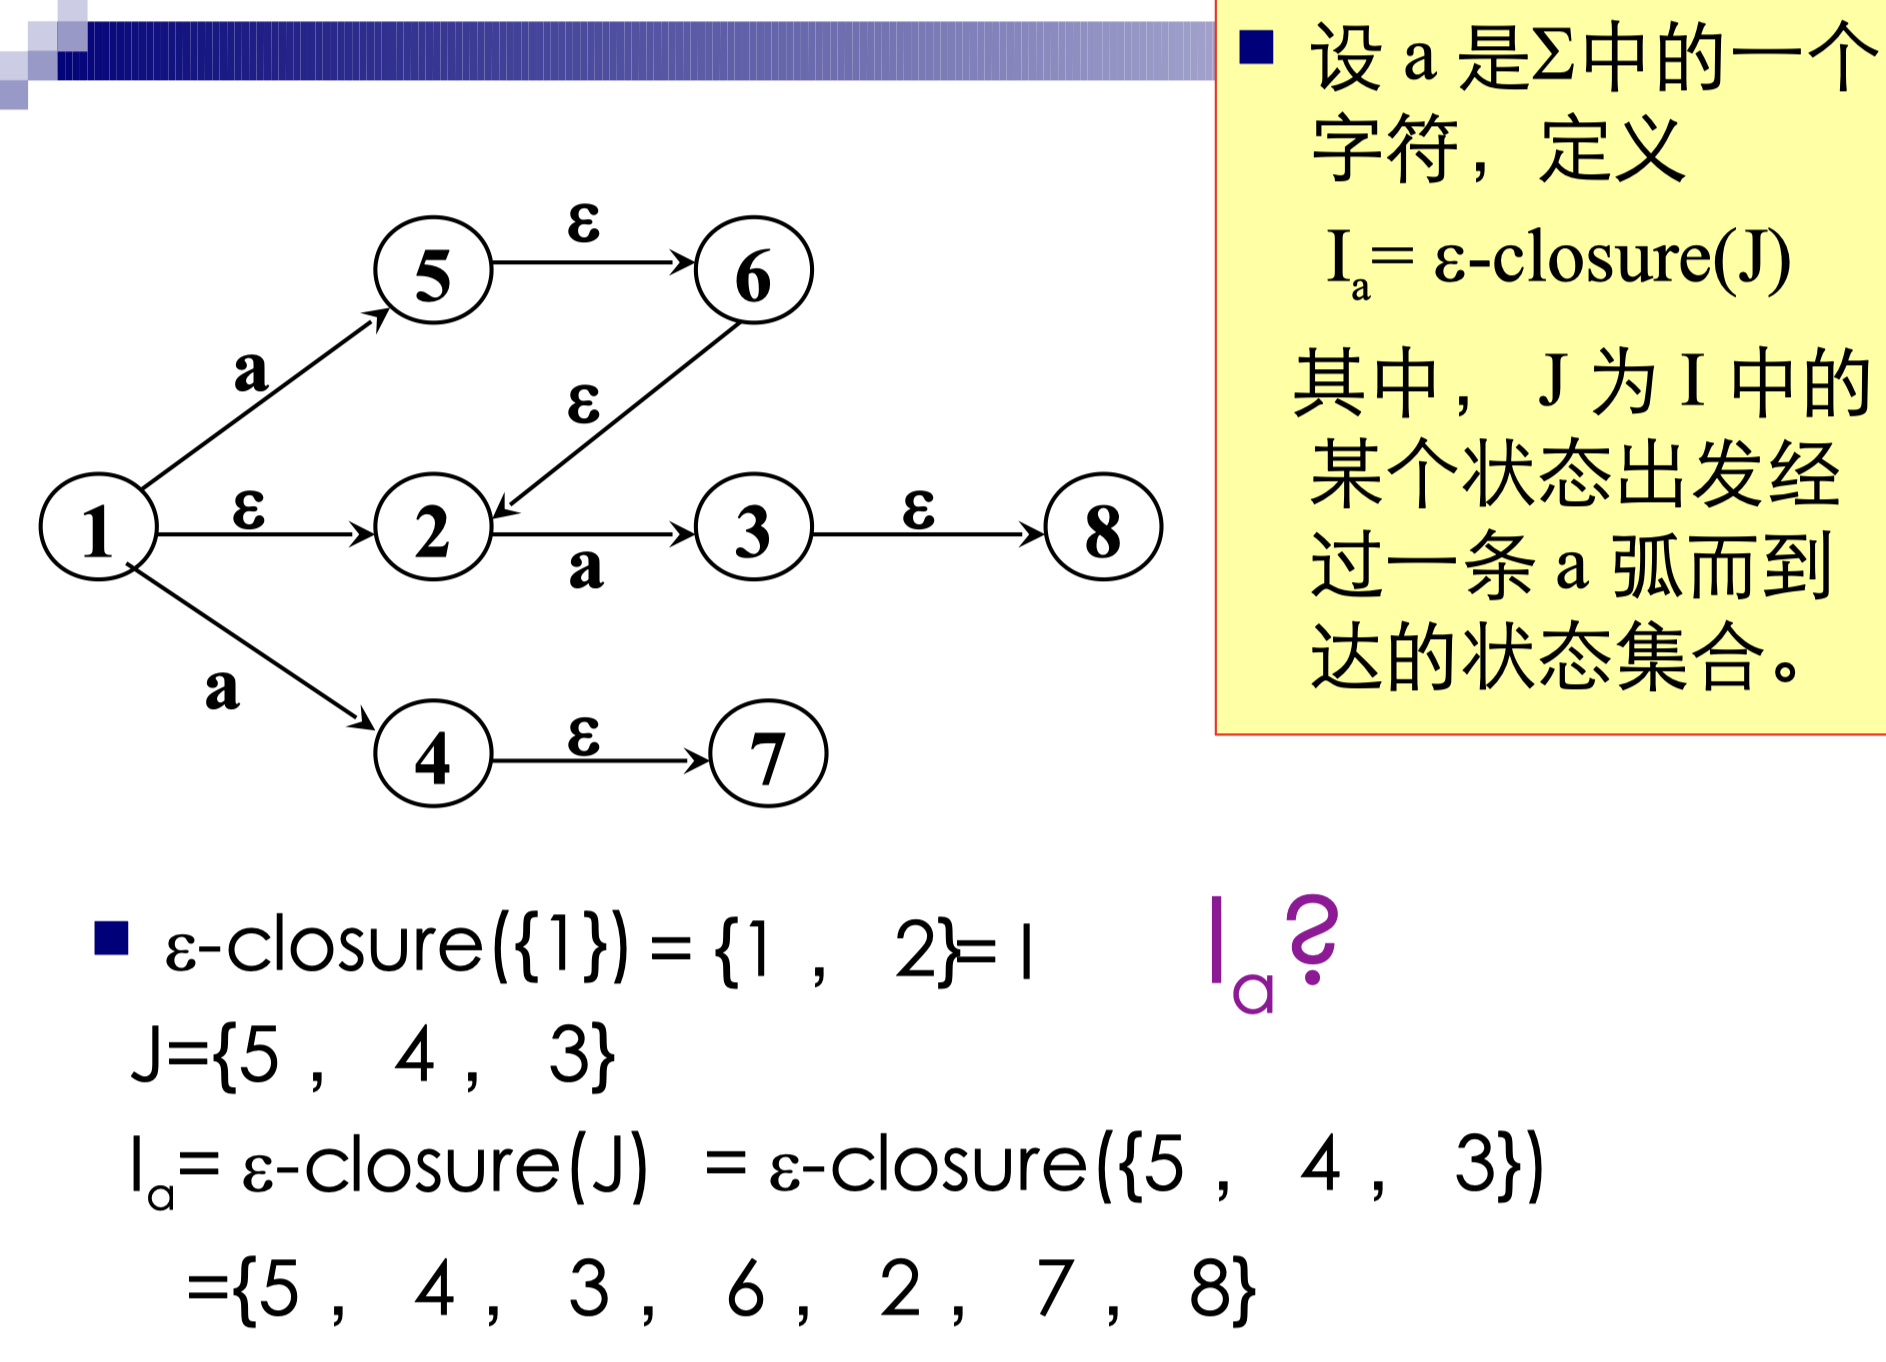 设 a 是Σ中的一个
字符，定义
Iₐ= ε-closure(J)
其中， J 为 I 中的
某个状态出发经
过一条 a 弧而到
达的状态集合。
5 ε 6
a ε
1 ε 2 a 3 ε 8
a
4 ε 7
ε-closure({1}) = {1 , 2}= I
Iₐ?
J={5 , 4 , 3}
Iₐ= ε-closure(J) = ε-closure({5 , 4 , 3})
={5 , 4 , 3 , 6 , 2 , 7 , 8}